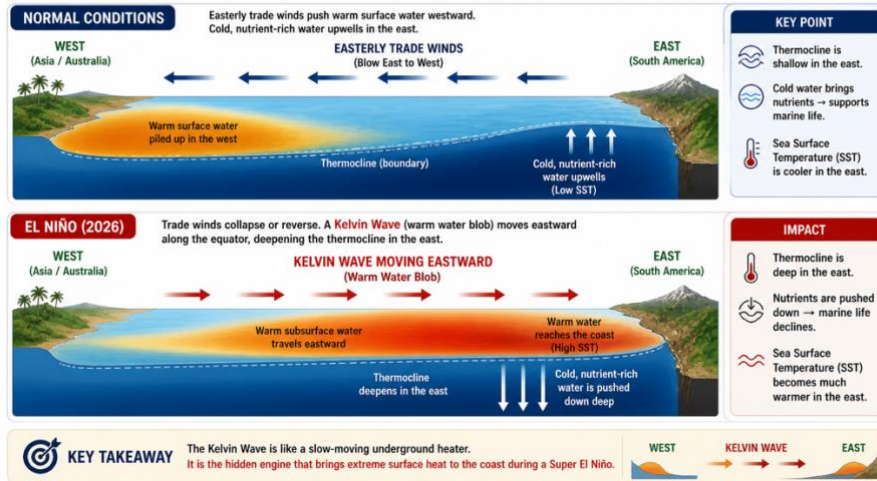 NORMAL CONDITIONS
Easterly trade winds push warm surface water westward.
Cold, nutrient-rich water upwells in the east.
WEST
(Asia / Australia)
EASTERLY TRADE WINDS
(Blow East to West)
EAST
(South America)
Warm surface water
piled up in the west
Thermocline (boundary)
Cold, nutrient-rich
water upwells
(Low SST)
KEY POINT
Thermocline is
shallow in the east.
Cold water brings
nutrients → supports
marine life.
Sea Surface
Temperature (SST)
is cooler in the east.
EL NIÑO (2026)
Trade winds collapse or reverse. A Kelvin Wave (warm water blob) moves eastward
along the equator, deepening the thermocline in the east.
WEST
(Asia / Australia)
KELVIN WAVE MOVING EASTWARD
(Warm Water Blob)
EAST
(South America)
Warm subsurface water
travels eastward
Warm water
reaches the coast
(High SST)
Thermocline
deepens in the east
Cold, nutrient-rich
water is pushed
down deep
IMPACT
Thermocline is
deep in the east.
Nutrients are pushed
down → marine life
declines.
Sea Surface
Temperature (SST)
becomes much
warmer in the east.
KEY TAKEAWAY
The Kelvin Wave is like a slow-moving underground heater.
It is the hidden engine that brings extreme surface heat to the coast during a Super El Niño.
WEST
KELVIN WAVE
EAST